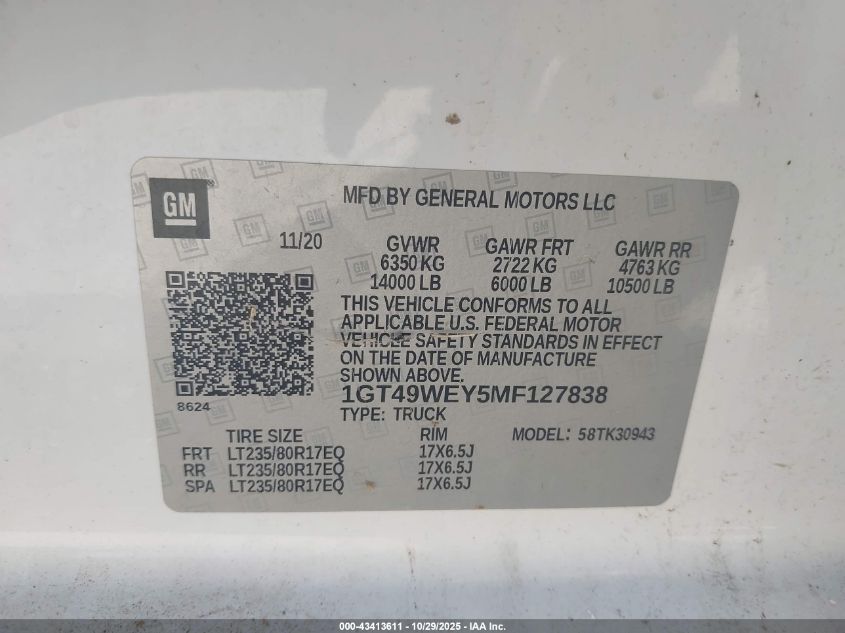 GM
MFD BY GENERAL MOTORS LLC
11/20 GVWR GAWR FRT GAWR RR
6350 KG 2722 KG 4763 KG
14000 LB 6000 LB 10500 LB
THIS VEHICLE CONFORMS TO ALL
APPLICABLE U.S. FEDERAL MOTOR
VEHICLE SAFETY STANDARDS IN EFFECT
ON THE DATE OF MANUFACTURE
SHOWN ABOVE.
1GT49WEY5MF127838
8624
TYPE: TRUCK
TIRE SIZE RIM MODEL: 58TK30943
FRT LT235/80R17EQ 17X6.5J
RR LT235/80R17EQ 17X6.5J
SPA LT235/80R17EQ 17X6.5J
000-43413611 - 10/29/2025 - IAA Inc.